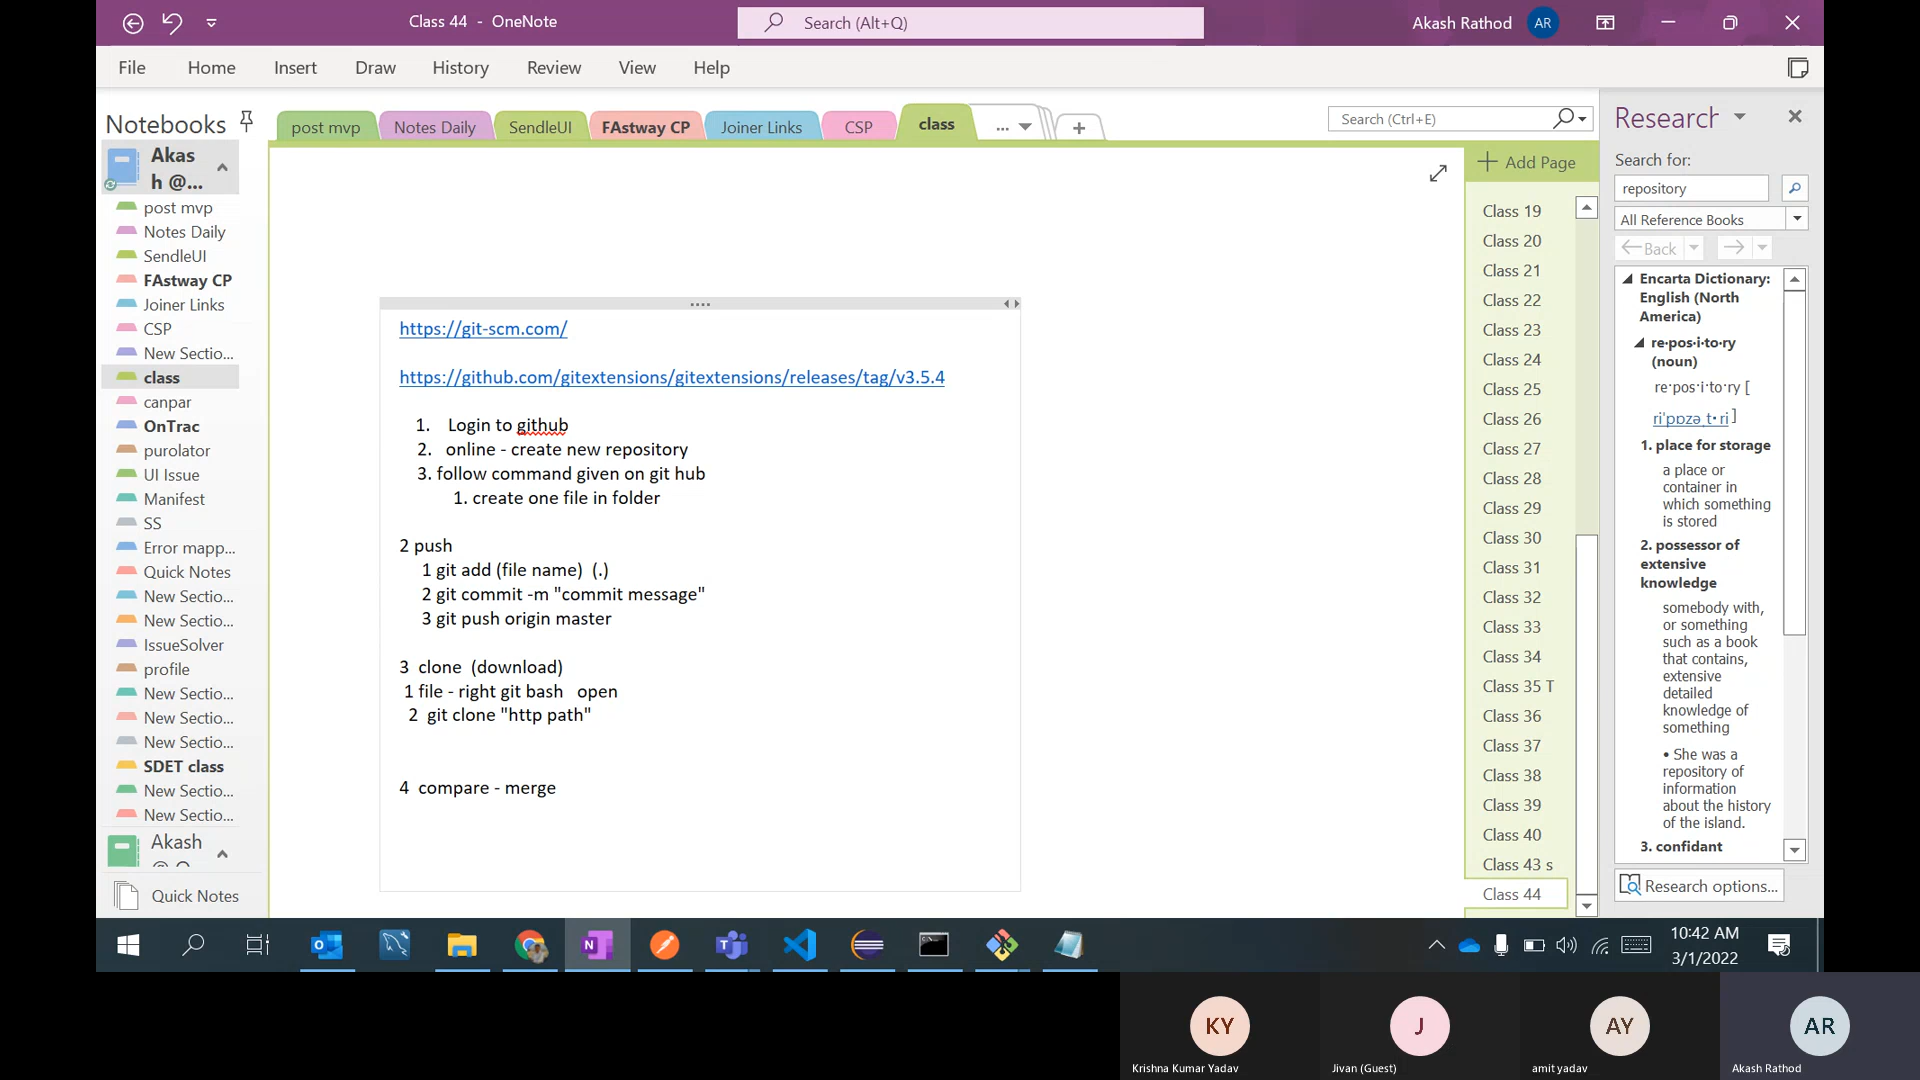 Class 44 - OneNote
Search (Alt+Q)
Akash Rathod
AR
File
Home
Insert
Draw
History
Review
View
Help
Notebooks
post mvp
Notes Daily
SendleUI
FAstway CP
Joiner Links
CSP
class
...
Search (Ctrl+E)
Akas
h @...
post mvp
Notes Daily
SendleUI
FAstway CP
Joiner Links
CSP
New Sectio...
class
canpar
OnTrac
purolator
UI Issue
Manifest
SS
Error mapp...
Quick Notes
New Sectio...
New Sectio...
IssueSolver
profile
New Sectio...
New Sectio...
New Sectio...
SDET class
New Sectio...
New Sectio...
Akash
Quick Notes
https://git-scm.com/
https://github.com/gitextensions/gitextensions/releases/tag/v3.5.4
1. Login to github
2. online - create new repository
3. follow command given on git hub
1. create one file in folder
2 push
1 git add (file name) (.)
2 git commit -m "commit message"
3 git push origin master
3 clone (download)
1 file - right git bash open
2 git clone "http path"
4 compare - merge
Add Page
Class 19
Class 20
Class 21
Class 22
Class 23
Class 24
Class 25
Class 26
Class 27
Class 28
Class 29
Class 30
Class 31
Class 32
Class 33
Class 34
Class 35 T
Class 36
Class 37
Class 38
Class 39
Class 40
Class 43 s
Class 44
Research
Search for:
repository
All Reference Books
Back
Encarta Dictionary:
English (North
America)
re·pos·i·to·ry
(noun)
re·pos·i·to·ry [
ri'pɒzə,t·ri]
1. place for storage
a place or
container in
which something
is stored
2. possessor of
extensive
knowledge
somebody with,
or something
such as a book
that contains,
extensive
detailed
knowledge of
something
• She was a
repository of
information
about the history
of the island.
3. confidant
Research options...
10:42 AM
3/1/2022
KY
Krishna Kumar Yadav
J
Jivan (Guest)
AY
amit yadav
AR
Akash Rathod